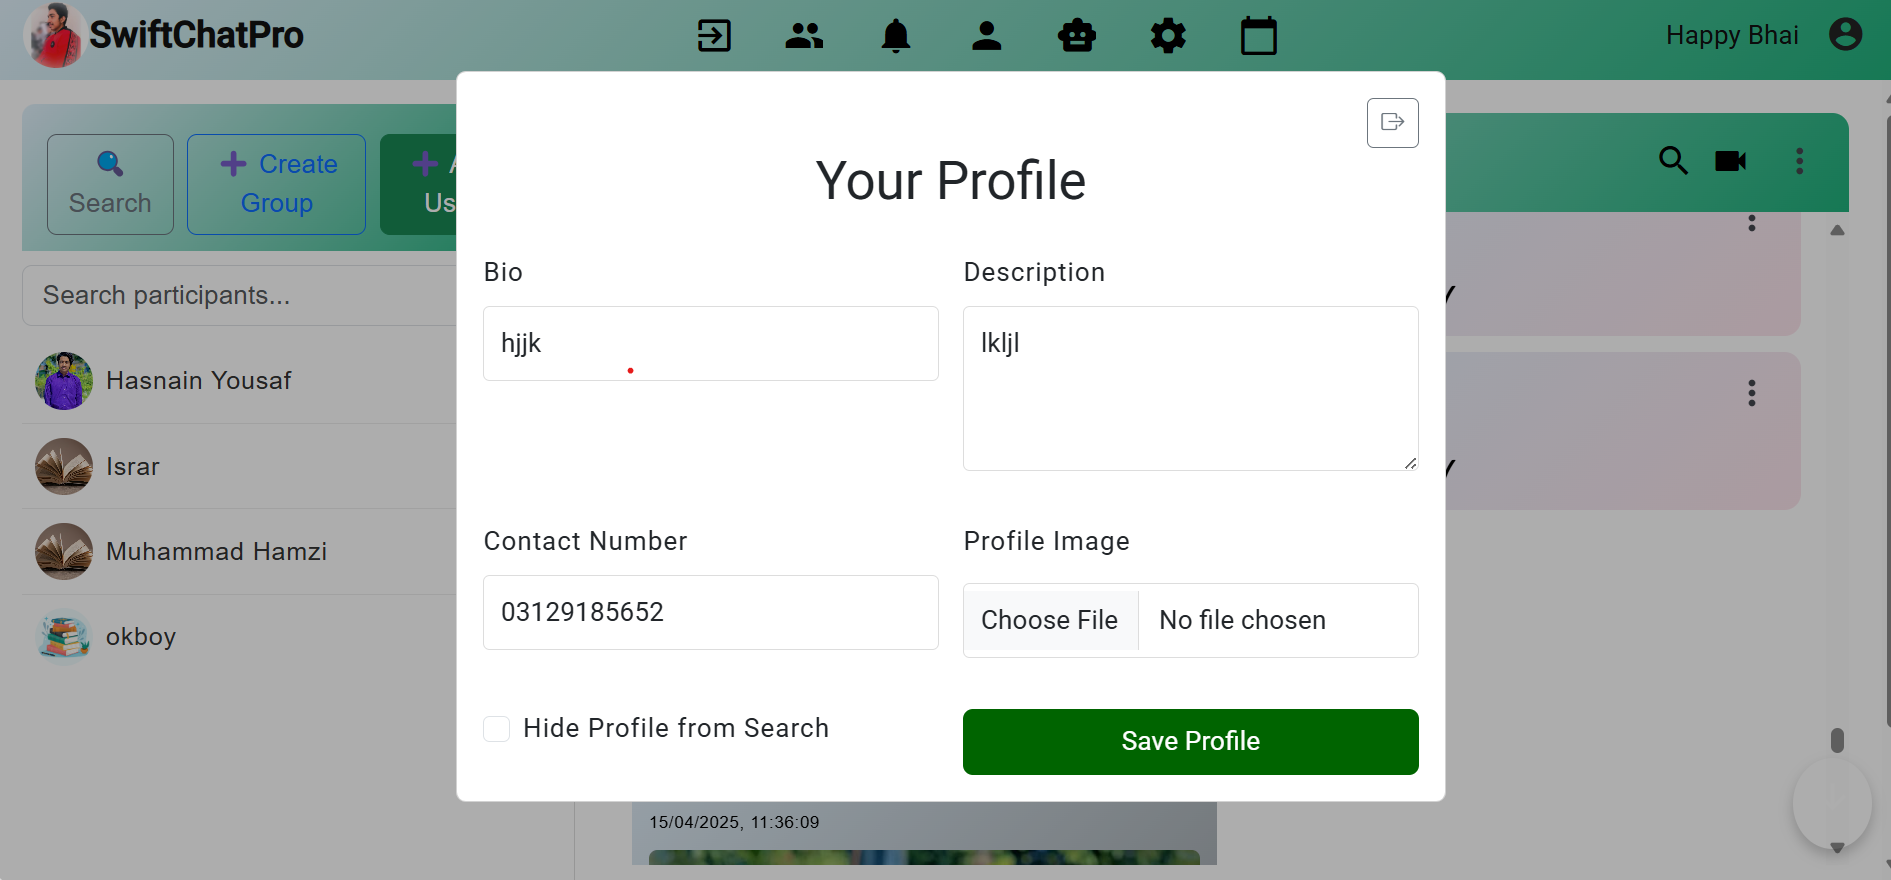 SwiftChatPro
Happy Bhai
Search
Create
Group
Us
Search participants...
Hasnain Yousaf
Israr
Muhammad Hamzi
okboy
Your Profile
Bio
Description
hjjk
lkljl
Contact Number
Profile Image
03129185652
Choose File
No file chosen
Hide Profile from Search
Save Profile
15/04/2025, 11:36:09